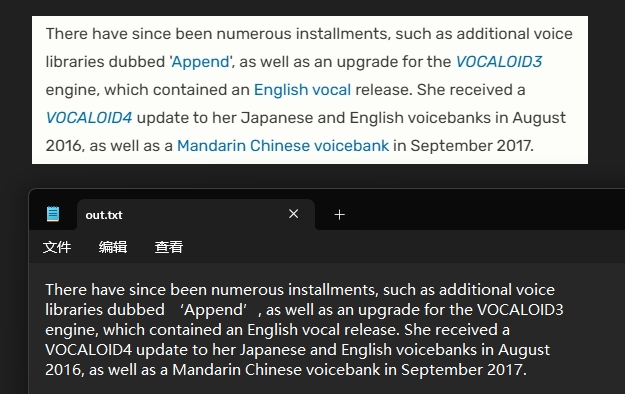 There have since been numerous installments, such as additional voice
libraries dubbed 'Append', as well as an upgrade for the VOCALOID3
engine, which contained an English vocal release. She received a
VOCALOID4 update to her Japanese and English voicebanks in August
2016, as well as a Mandarin Chinese voicebank in September 2017.
out.txt
文件 编辑 查看
There have since been numerous installments, such as additional voice
libraries dubbed ‘Append’, as well as an upgrade for the VOCALOID3
engine, which contained an English vocal release. She received a
VOCALOID4 update to her Japanese and English voicebanks in August
2016, as well as a Mandarin Chinese voicebank in September 2017.